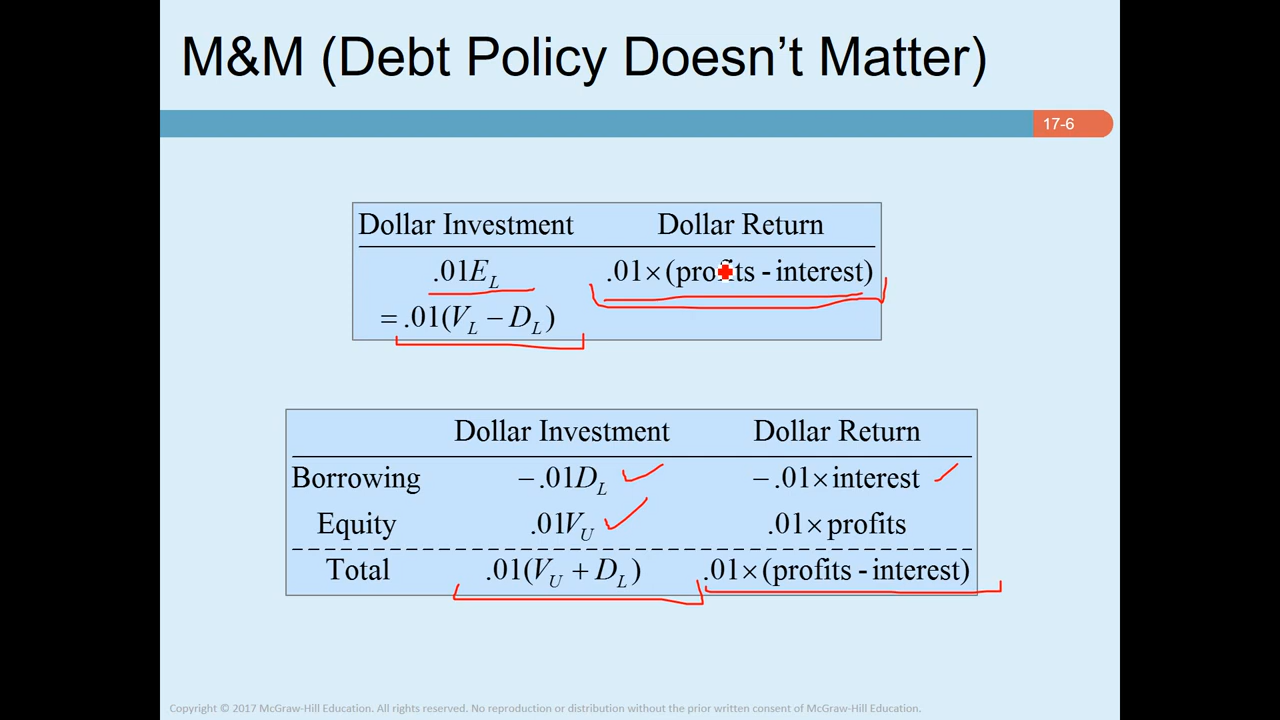 M&M (Debt Policy Doesn't Matter)
17-6
Dollar Investment Dollar Return
.01E_L .01×(profits - interest)
= .01(V_L − D_L)
Dollar Investment Dollar Return
Borrowing − .01D_L − .01×interest
Equity .01V_U .01×profits
Total .01(V_U + D_L) .01×(profits - interest)
Copyright © 2017 McGraw-Hill Education. All rights reserved. No reproduction or distribution without the prior written consent of McGraw-Hill Education.